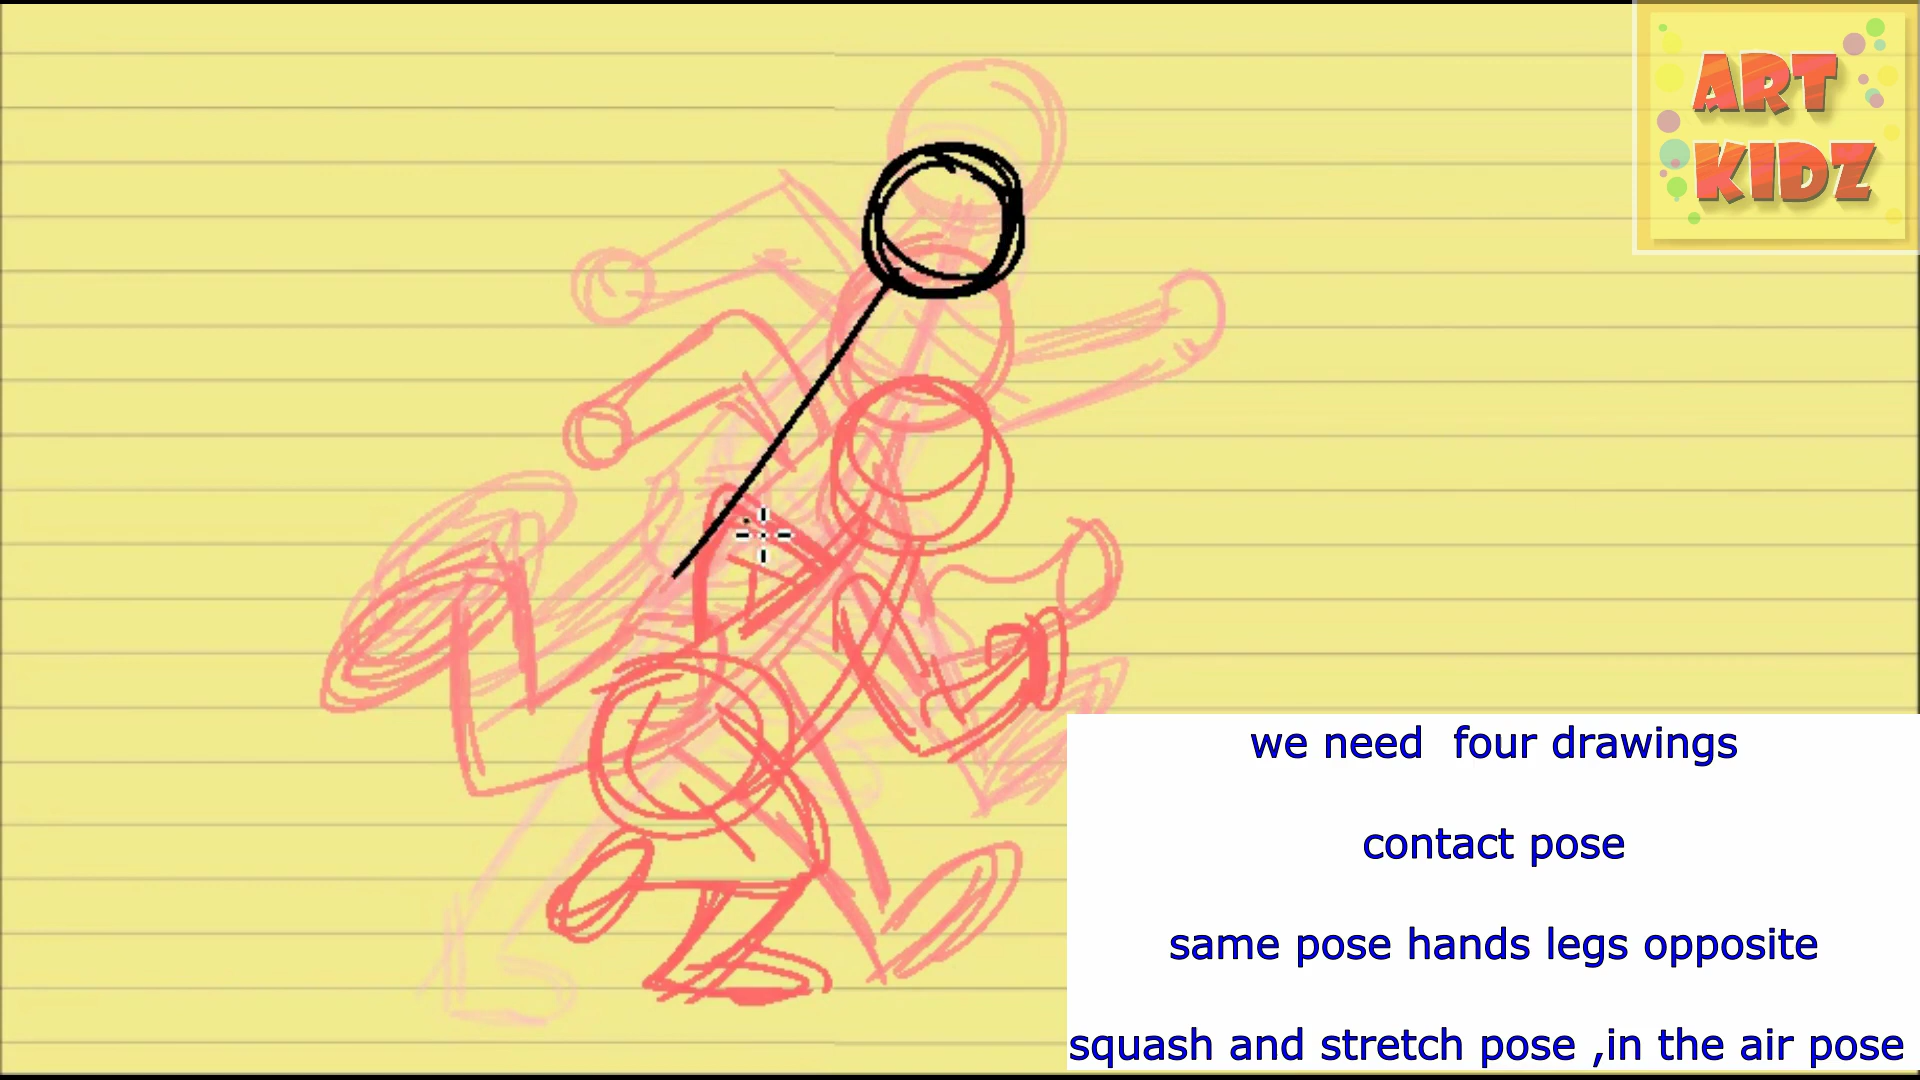 ART
KIDZ
we need  four drawings
contact pose
same pose hands legs opposite
squash and stretch pose ,in the air pose